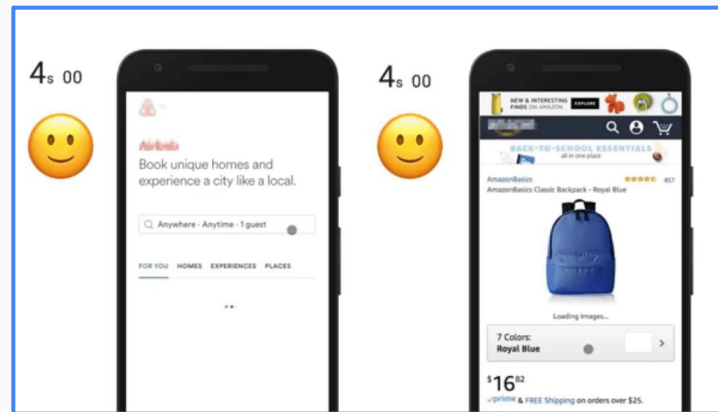 4s 00
Airbnb
Book unique homes and
experience a city like a local.
Anywhere · Anytime · 1 guest
FOR YOU HOMES EXPERIENCES PLACES
4s 00
NEW & INTERESTING
FINDS ON AMAZON EXPLORE
BACK-TO-SCHOOL ESSENTIALS
all in one place
AmazonBasics 857
AmazonBasics Classic Backpack - Royal Blue
Loading Images...
7 Colors:
Royal Blue
$1682
prime & FREE Shipping on orders over $25.